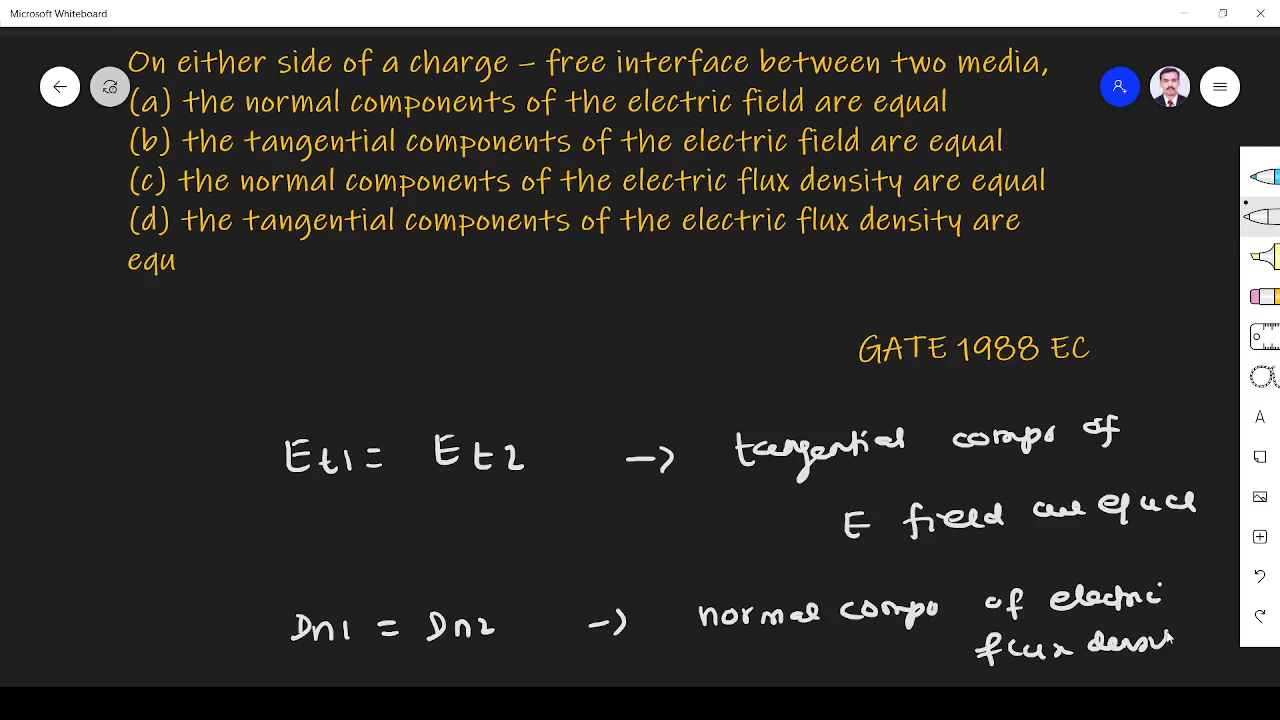 Microsoft Whiteboard
On either side of a charge – free interface between two media,
(a) the normal components of the electric field are equal
(b) the tangential components of the electric field are equal
(c) the normal components of the electric flux density are equal
(d) the tangential components of the electric flux density are
equ
GATE 1988 EC
Et1 = Et2 → tangential compo of
E field are equal
Dn1 = Dn2 → normal compo of electri
flux densi